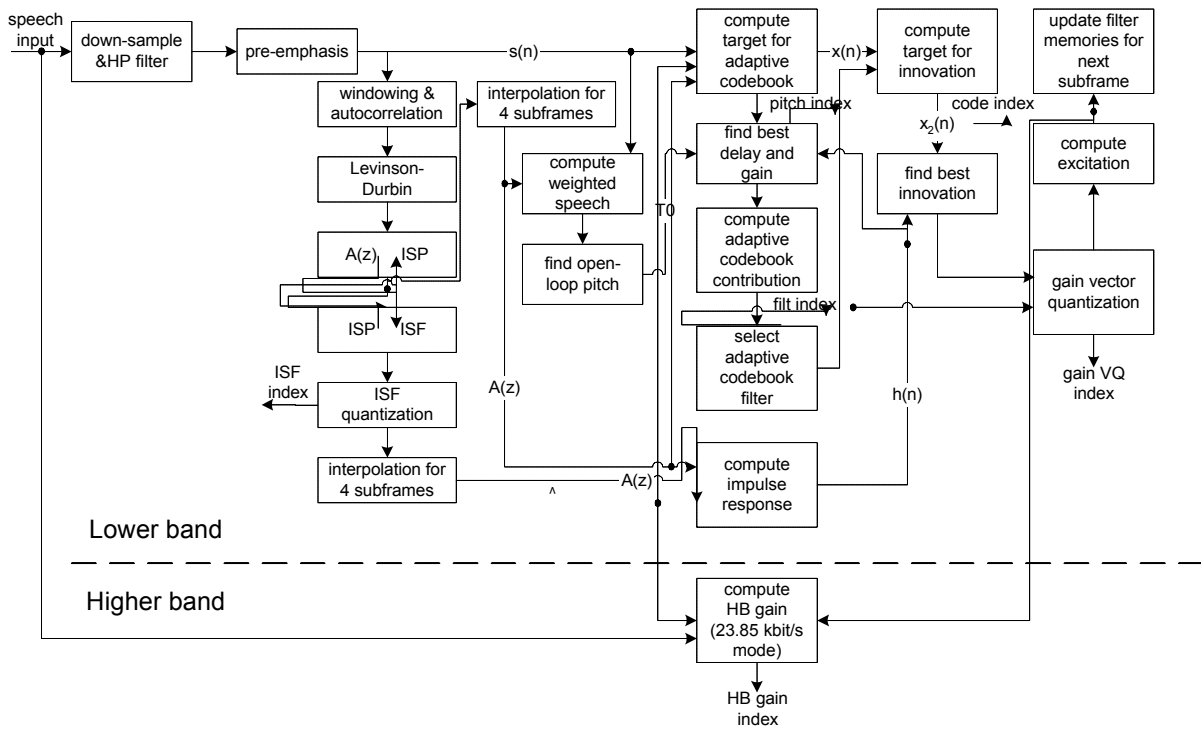 speech
input
down-sample
&HP filter
pre-emphasis
s(n)
windowing &
autocorrelation
Levinson-
Durbin
A(z)
ISP
ISP
ISF
ISF
index
ISF
quantization
interpolation for
4 subframes
interpolation for
4 subframes
compute
weighted
speech
find open-
loop pitch
A(z)
A(z)
^
T0
compute
target for
adaptive
codebook
x(n)
pitch index
find best
delay and
gain
compute
adaptive
codebook
contribution
filt index
select
adaptive
codebook
filter
compute
impulse
response
h(n)
compute
target for
innovation
code index
x2(n)
find best
innovation
update filter
memories for
next
subframe
compute
excitation
gain vector
quantization
gain VQ
index
Lower band
Higher band
compute
HB gain
(23.85 kbit/s
mode)
HB gain
index